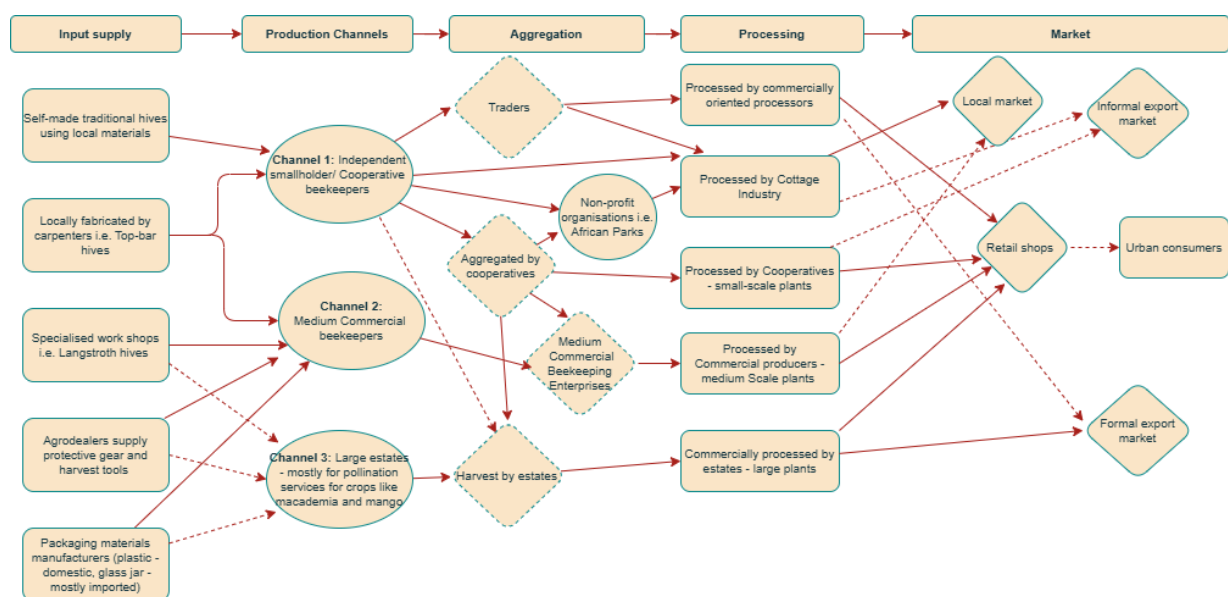 Input supply
Production Channels
Aggregation
Processing
Market
Self-made traditional hives
using local materials
Locally fabricated by
carpenters i.e. Top-bar
hives
Specialised work shops
i.e. Langstroth hives
Agrodealers supply
protective gear and
harvest tools
Packaging materials
manufacturers (plastic -
domestic, glass jar -
mostly imported)
Channel 1: Independent
smallholder/ Cooperative
beekeepers
Channel 2:
Medium Commercial
beekeepers
Channel 3: Large estates
- mostly for pollination
services for crops like
macademia and mango
Traders
Non-profit
organisations i.e.
African Parks
Aggregated by
cooperatives
Medium
Commercial
Beekeeping
Enterprises
Harvest by estates
Processed by commercially
oriented processors
Processed by Cottage
Industry
Processed by Cooperatives
- small-scale plants
Processed by
Commercial producers -
medium Scale plants
Commercially processed by
estates - large plants
Local market
Informal export
market
Retail shops
Urban consumers
Formal export
market